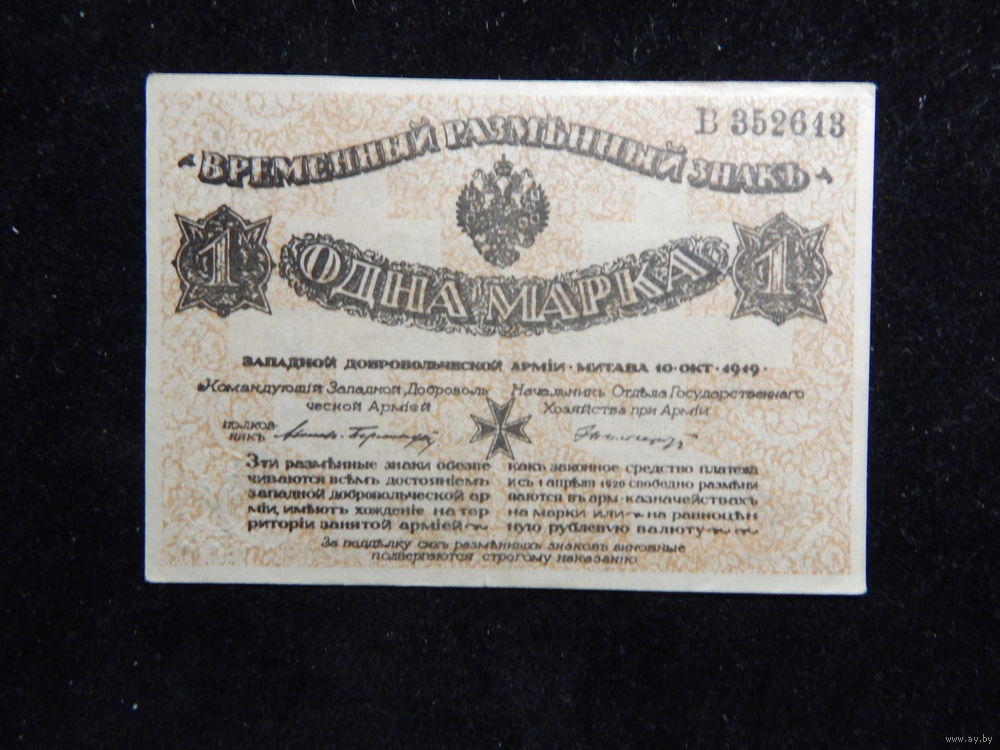 В 352643
ВРЕМЕННЫЙ РАЗМѢННЫЙ ЗНАКЪ
1 ОДНА МАРКА 1
ЗАПАДНОЙ ДОБРОВОЛЬЧЕСКОЙ АРМІИ · МИТАВА 10 · ОКТ · 1919 ·
Командующій Западной Доброволь
ческой Арміей
ПОЛКОВ-
НИКЪ
Начальникъ Отдѣла Государственнаго
Хозяйства при Арміи
Эти размѣнные знаки обезпе
чиваются всѣмъ достояніемъ
западной добровольческой ар
міи, имѣютъ хожденіе на тер
риторіи занятой арміей
какъ законное средство платежа
и съ 1 апрѣля 1920 свободно размѣни
ваются въ арм. казначействахъ
на марки или на равноцѣн
ную рублевую валюту
За поддѣлку сихъ размѣнныхъ знаковъ виновные
подвергаются строгому наказанію
www.ay.by